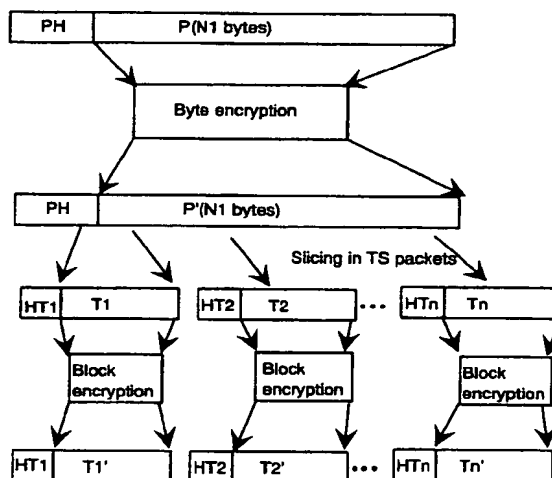 PH P(N1 bytes)
Byte encryption
PH P'(N1 bytes)
Slicing in TS packets
HT1 T1 HT2 T2 ••• HTn Tn
Block encryption Block encryption Block encryption
HT1 T1' HT2 T2' ••• HTn Tn'